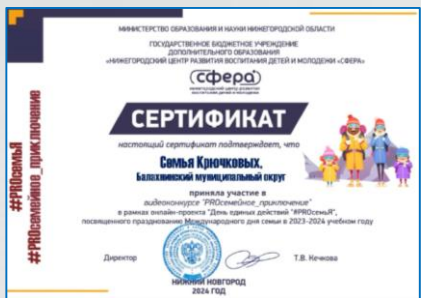 МИНИСТЕРСТВО ОБРАЗОВАНИЯ И НАУКИ НИЖЕГОРОДСКОЙ ОБЛАСТИ
ГОСУДАРСТВЕННОЕ БЮДЖЕТНОЕ УЧРЕЖДЕНИЕ
ДОПОЛНИТЕЛЬНОГО ОБРАЗОВАНИЯ
«НИЖЕГОРОДСКИЙ ЦЕНТР РАЗВИТИЯ ВОСПИТАНИЯ ДЕТЕЙ И МОЛОДЕЖИ «СФЕРА»
сфера
СЕРТИФИКАТ
настоящий сертификат подтверждает, что
Семья Крючковых,
Балахнинский муниципальный округ
приняла участие в
видеоконкурсе "PROсемейное_приключение"
в рамках онлайн-проекта "День единых действий "#PROсемьЯ",
посвященного празднованию Международного дня семьи в 2023-2024 учебном году
Директор
Т.В. Кечкова
НИЖНИЙ НОВГОРОД
2024 ГОД
#PROсемьЯ
#PROсемейное_приключение